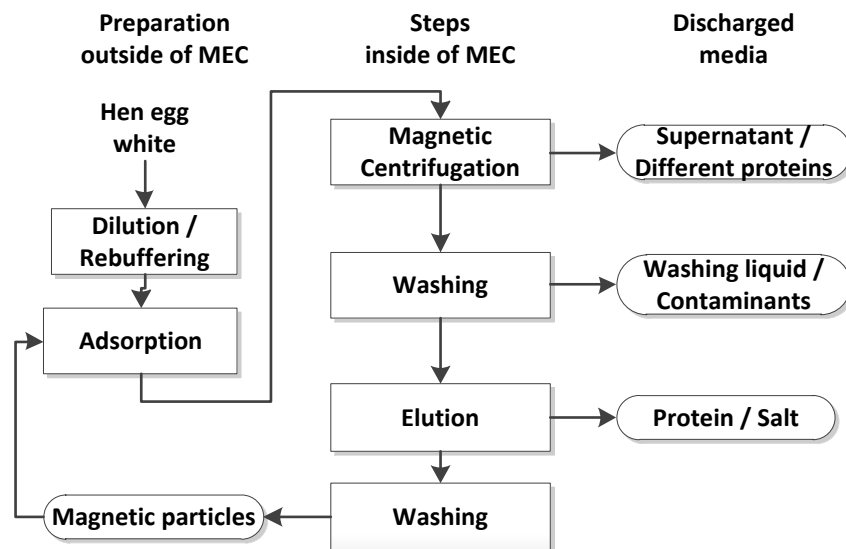 Preparation
outside of MEC
Steps
inside of MEC
Discharged
media
Hen egg
white
Dilution /
Rebuffering
Adsorption
Magnetic particles
Magnetic
Centrifugation
Washing
Elution
Washing
Supernatant /
Different proteins
Washing liquid /
Contaminants
Protein / Salt